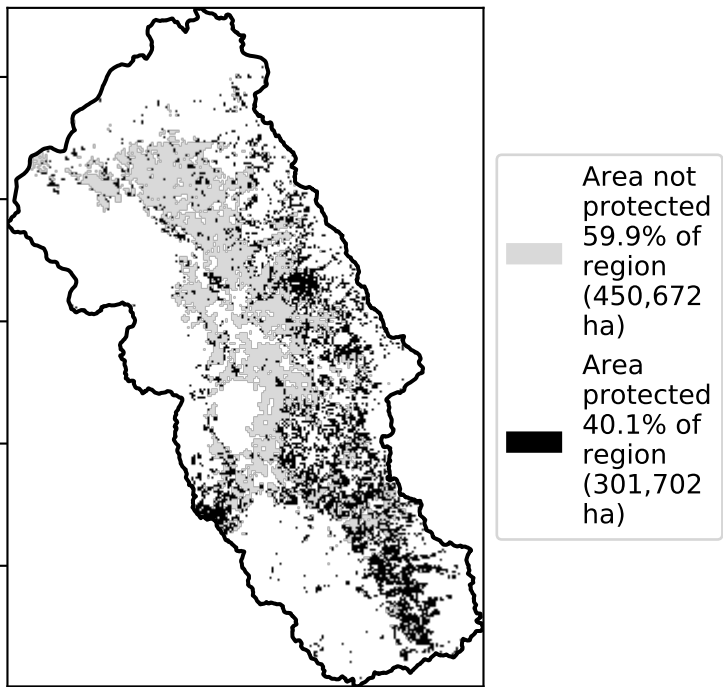 Area not
protected
59.9% of
region
(450,672
ha)
Area
protected
40.1% of
region
(301,702
ha)